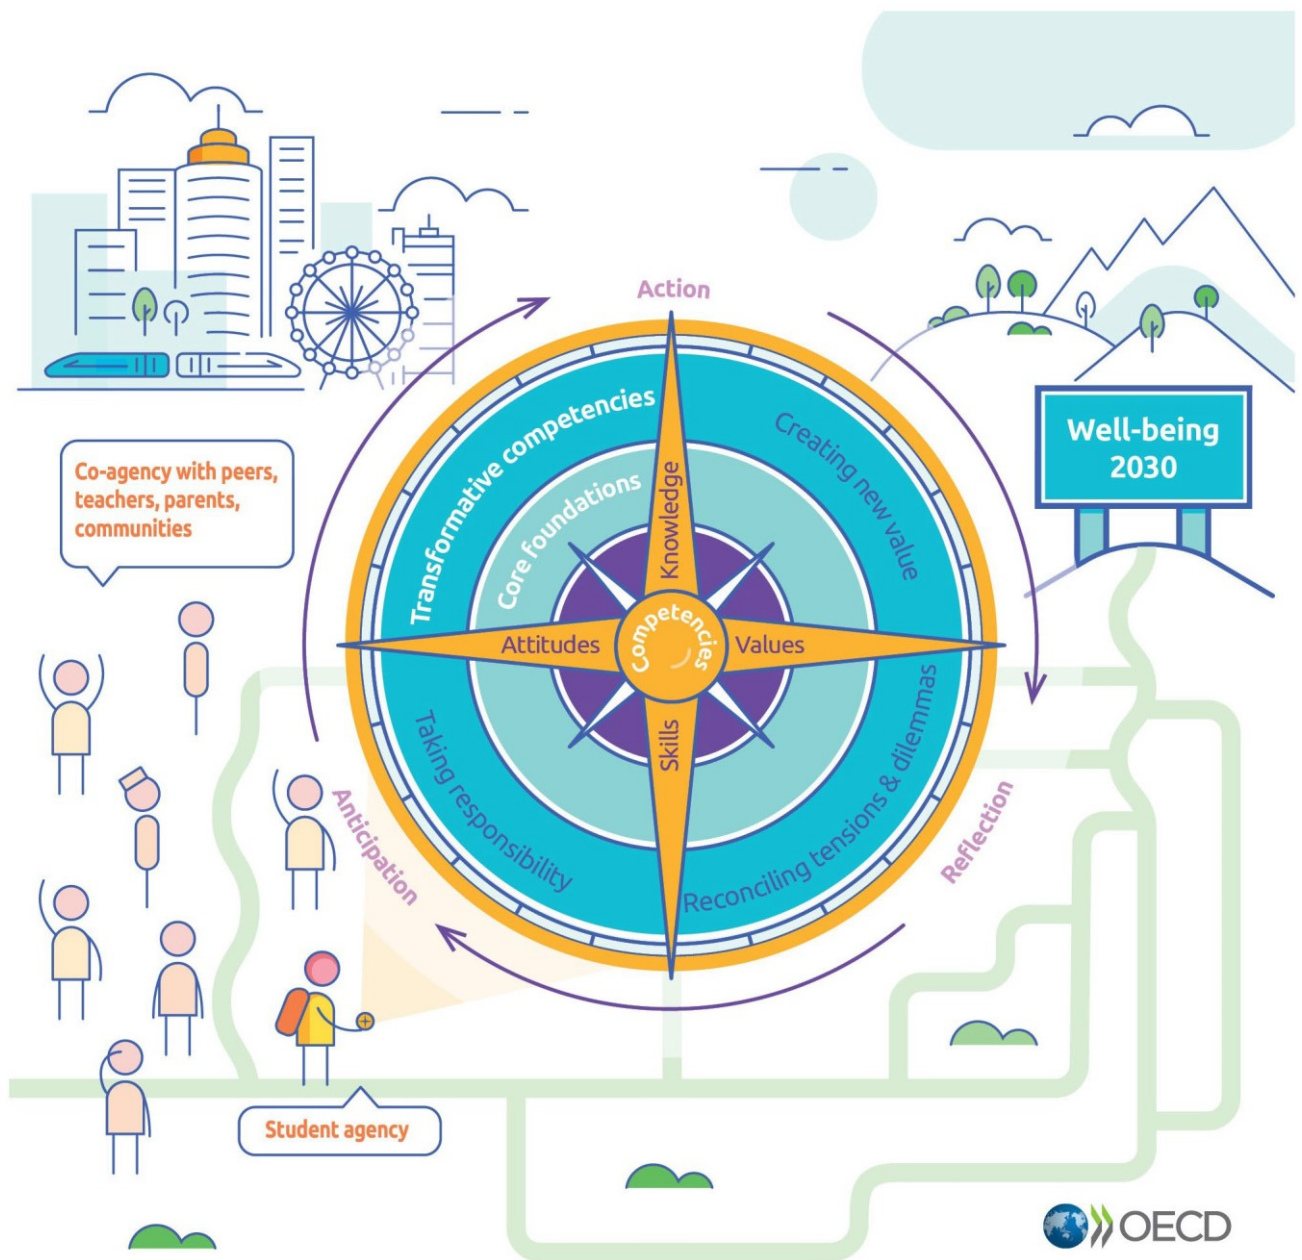 Action
Transformative competencies
Creating new value
Core foundations
Knowledge
Well-being
2030
Co-agency with peers,
teachers, parents,
communities
Attitudes
Competencies
Values
Skills
Taking responsibility
Reconciling tensions & dilemmas
Anticipation
Reflection
Student agency
OECD